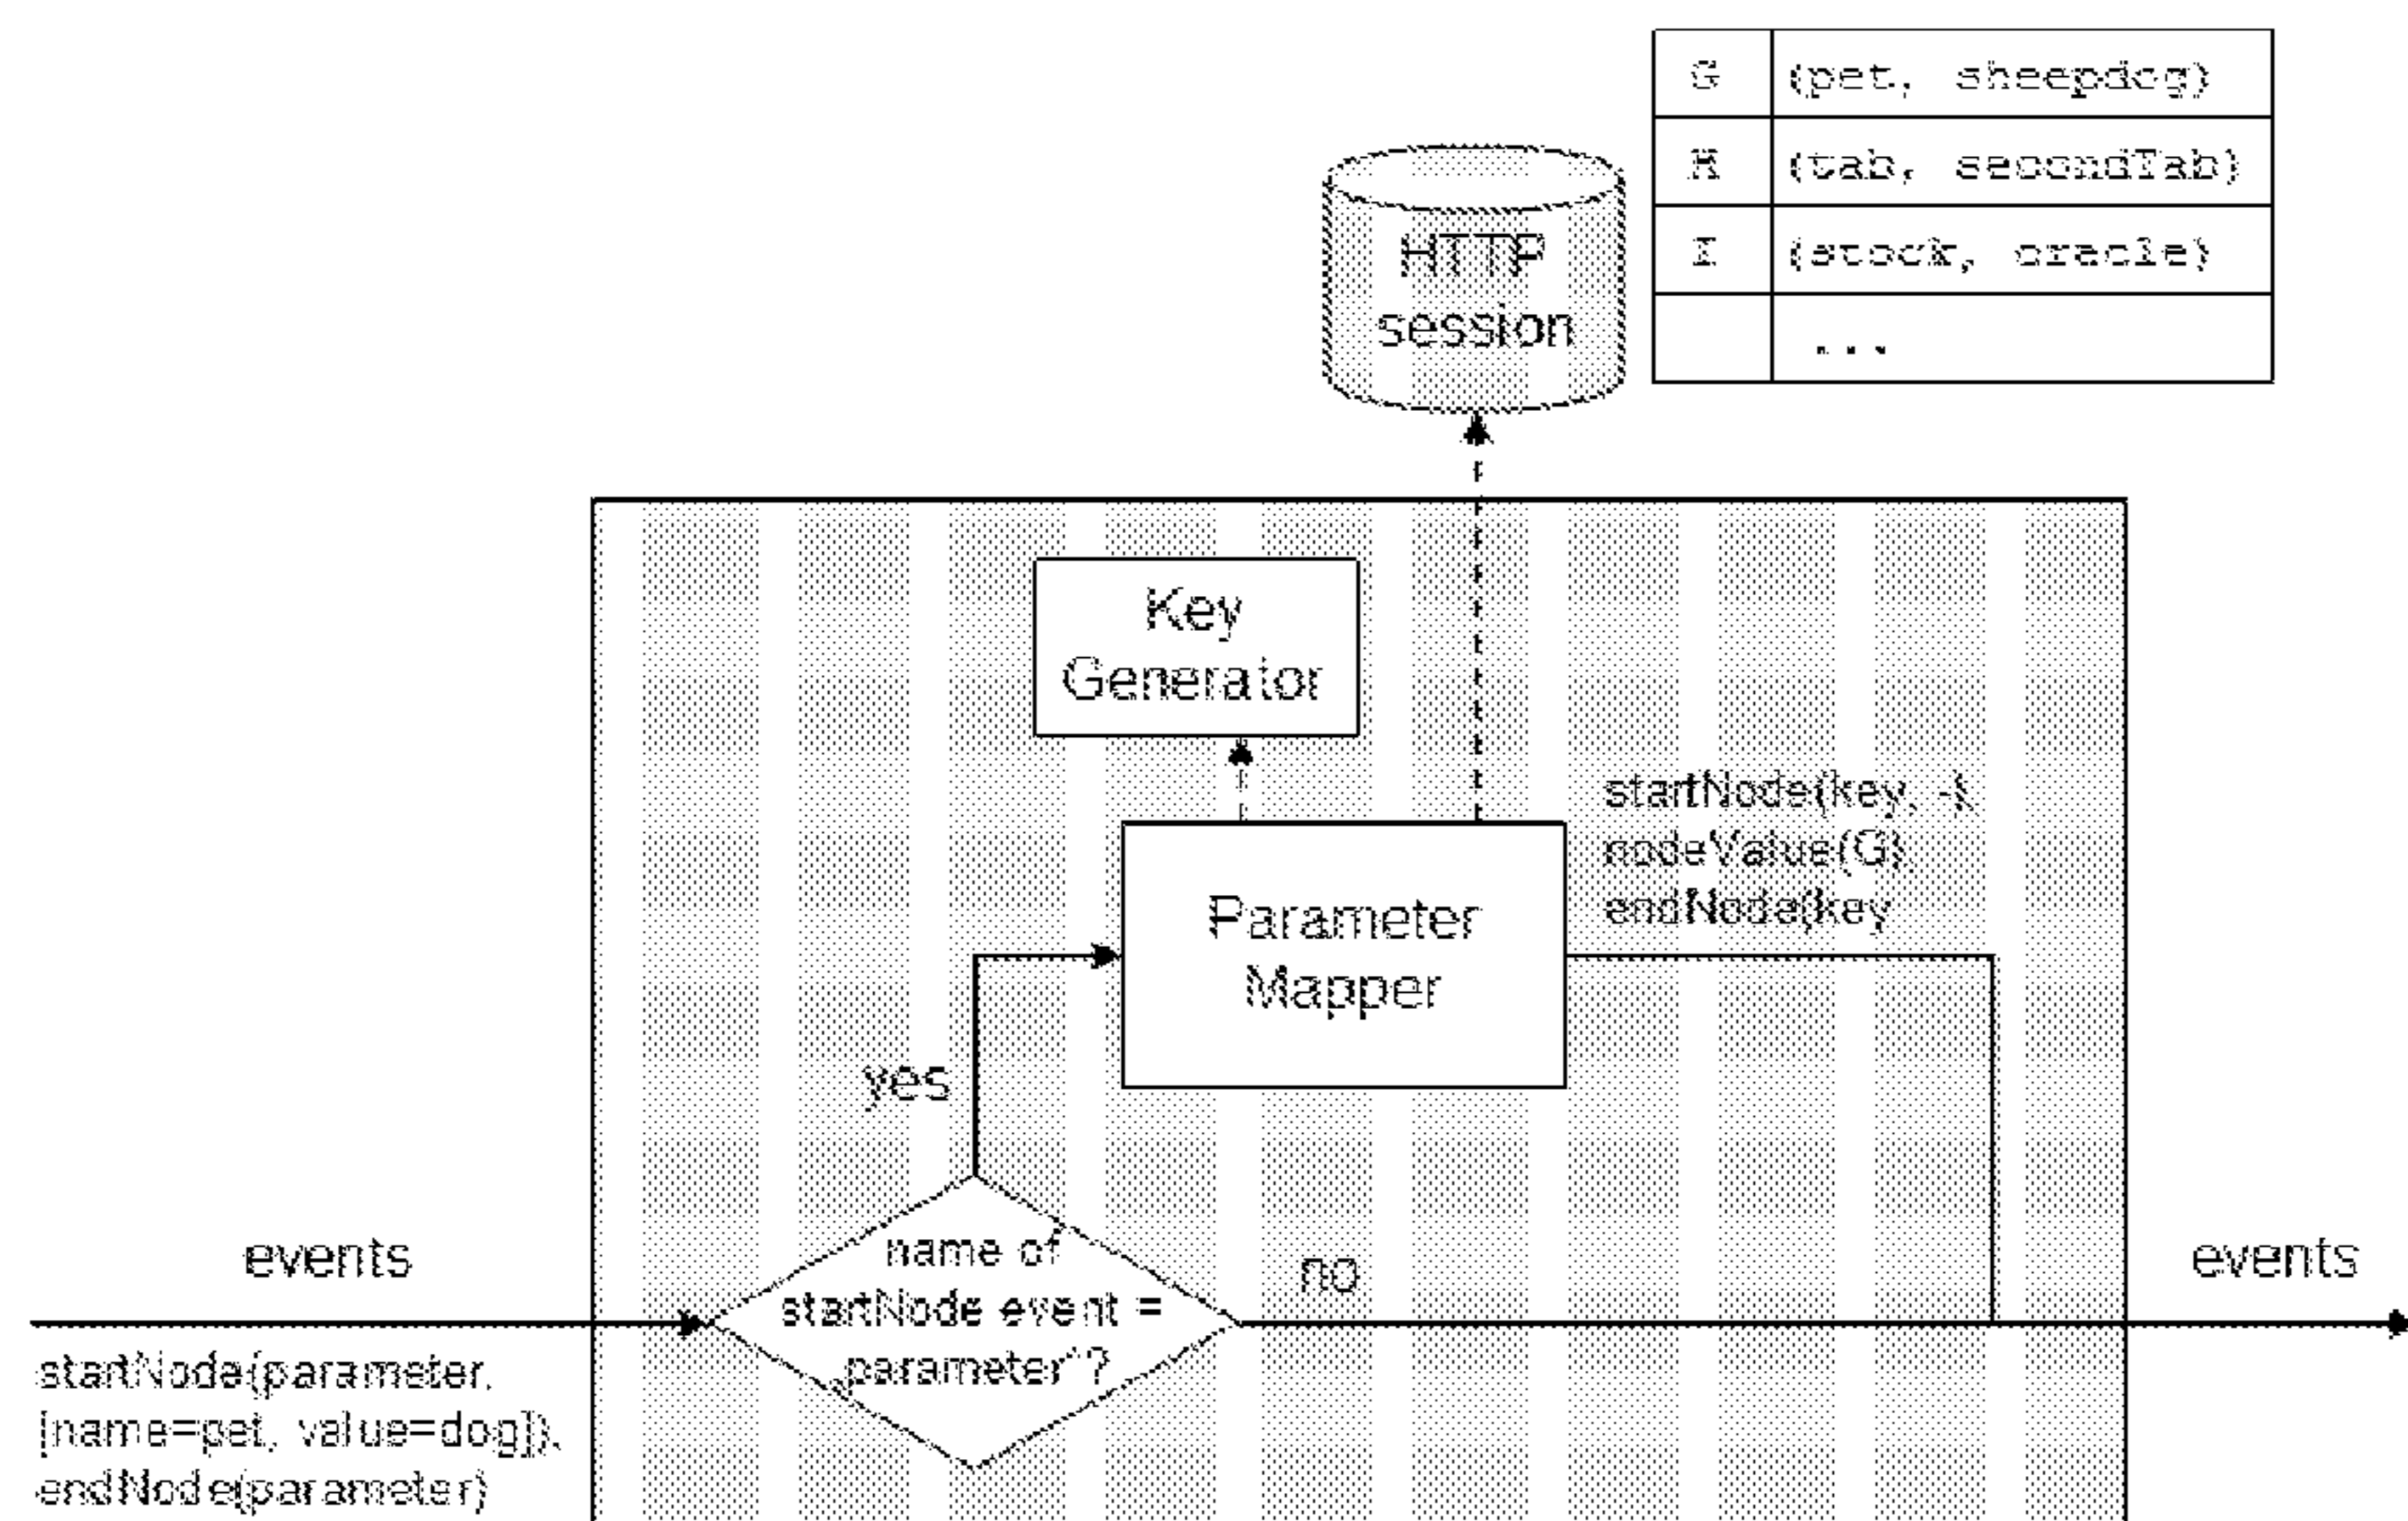 G (pet, sheepdog)
H (tab, secondTab)
I (stock, oracle)
...
HTTP
session
Key
Generator
startNode(key, -),
nodeValue(G),
endNode(key
Parameter
Mapper
yes
events
name of
startNode event =
„parameter“?
no
events
startNode(parameter,
[name=pet, value=dog]),
endNode(parameter)